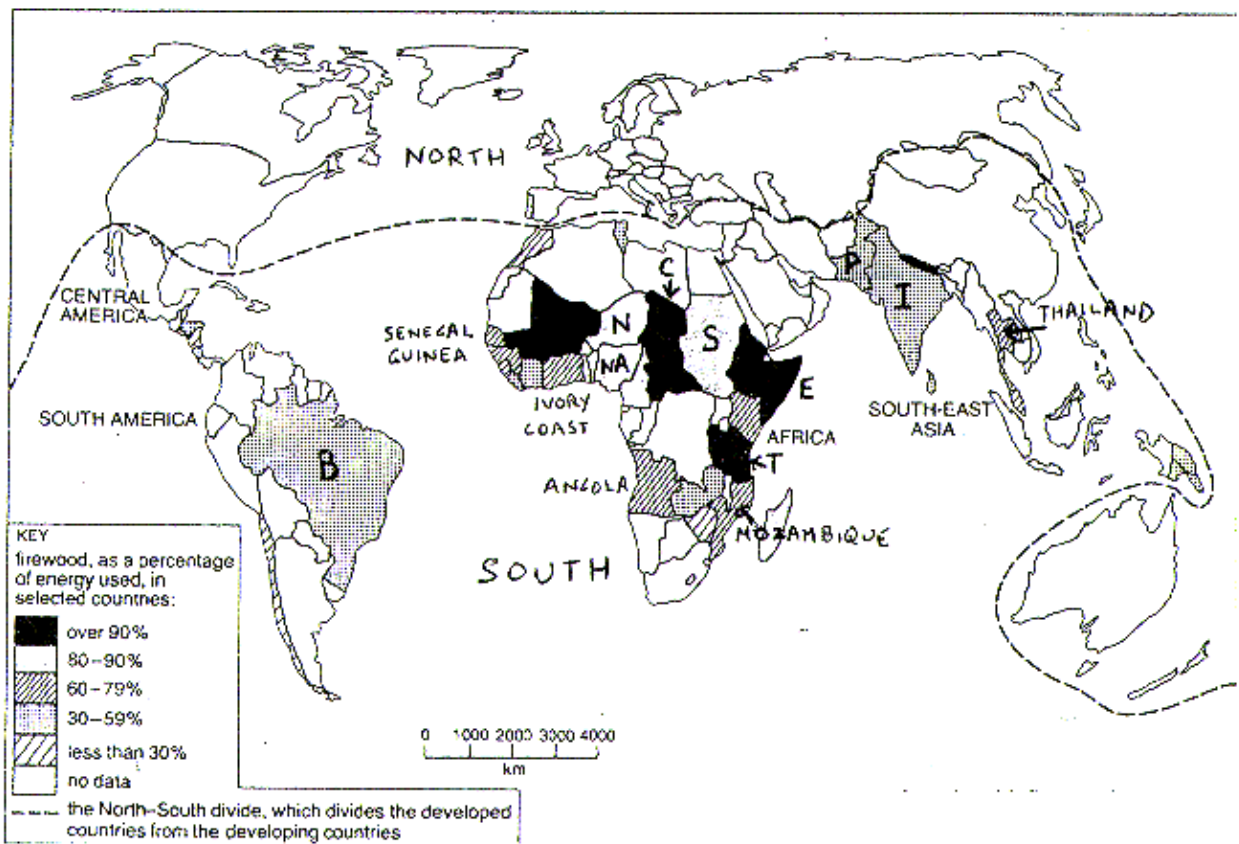 NORTH
CENTRAL
AMERICA
SENEGAL
GUINEA
C
N
S
NA
P
I
THAILAND
E
SOUTH AMERICA
IVORY
COAST
AFRICA
SOUTH-EAST
ASIA
B
T
ANGOLA
MOZAMBIQUE
SOUTH
KEY
firewood, as a percentage
of energy used, in
selected countries:
over 90%
80–90%
60–79%
30–59%
less than 30%
no data
the North–South divide, which divides the developed
countries from the developing countries
0 1000 2000 3000 4000
km